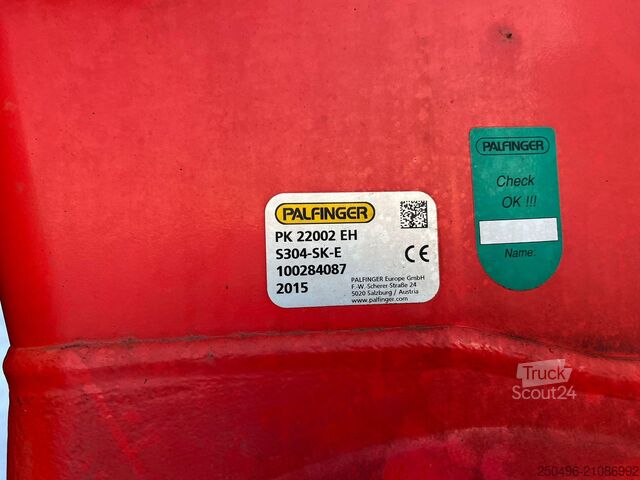 PALFINGER
PK 22002 EH
S304-SK-E
100284087
2015
CE
PALFINGER Europe GmbH
F.-W. Scherer-Straße 24
5020 Salzburg / Austria
www.palfinger.com
PALFINGER
Check
OK !!!
Name:
Truck
Scout24
250496-21086992